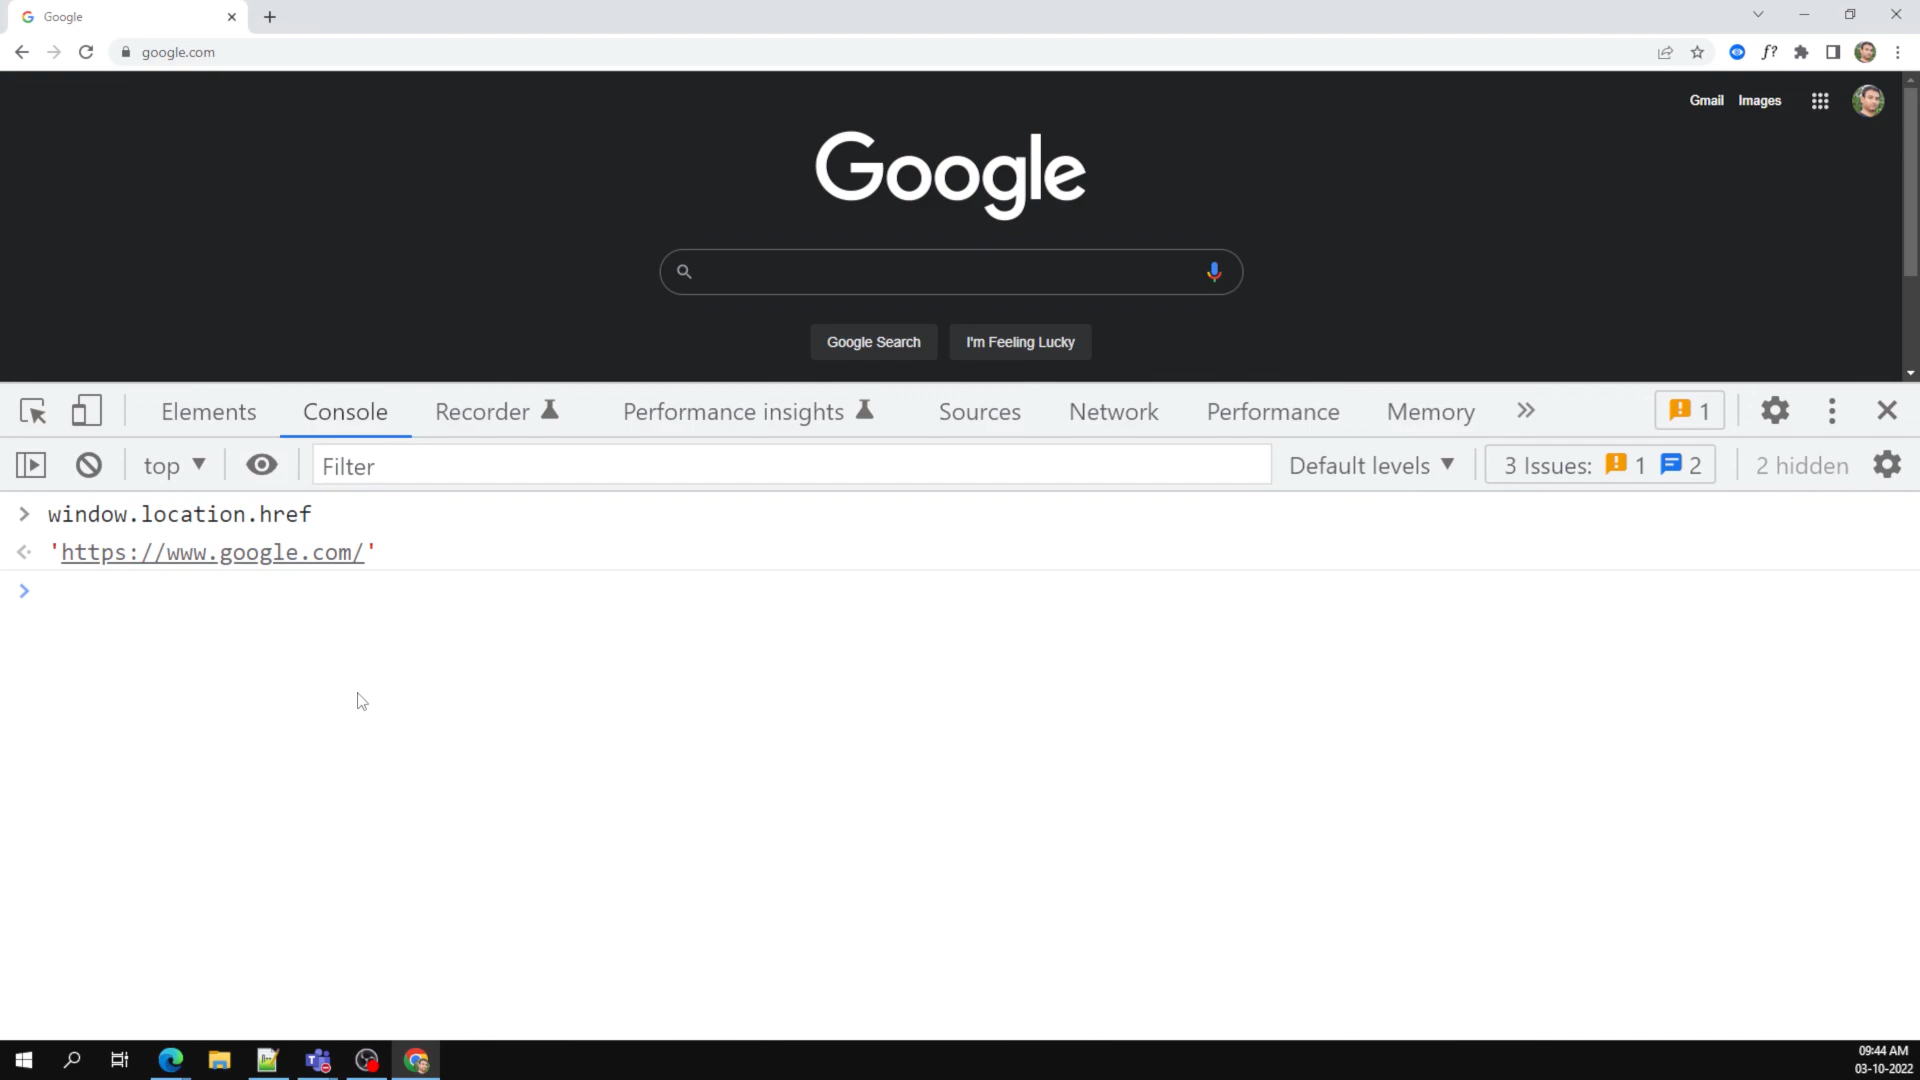 Google
google.com
f?
Gmail Images
Google
Google Search I'm Feeling Lucky
Elements Console Recorder Performance insights Sources Network Performance Memory 1
top Filter Default levels 3 Issues: 1 2 2 hidden
> window.location.href
'https://www.google.com/'
>
09:44 AM
03-10-2022